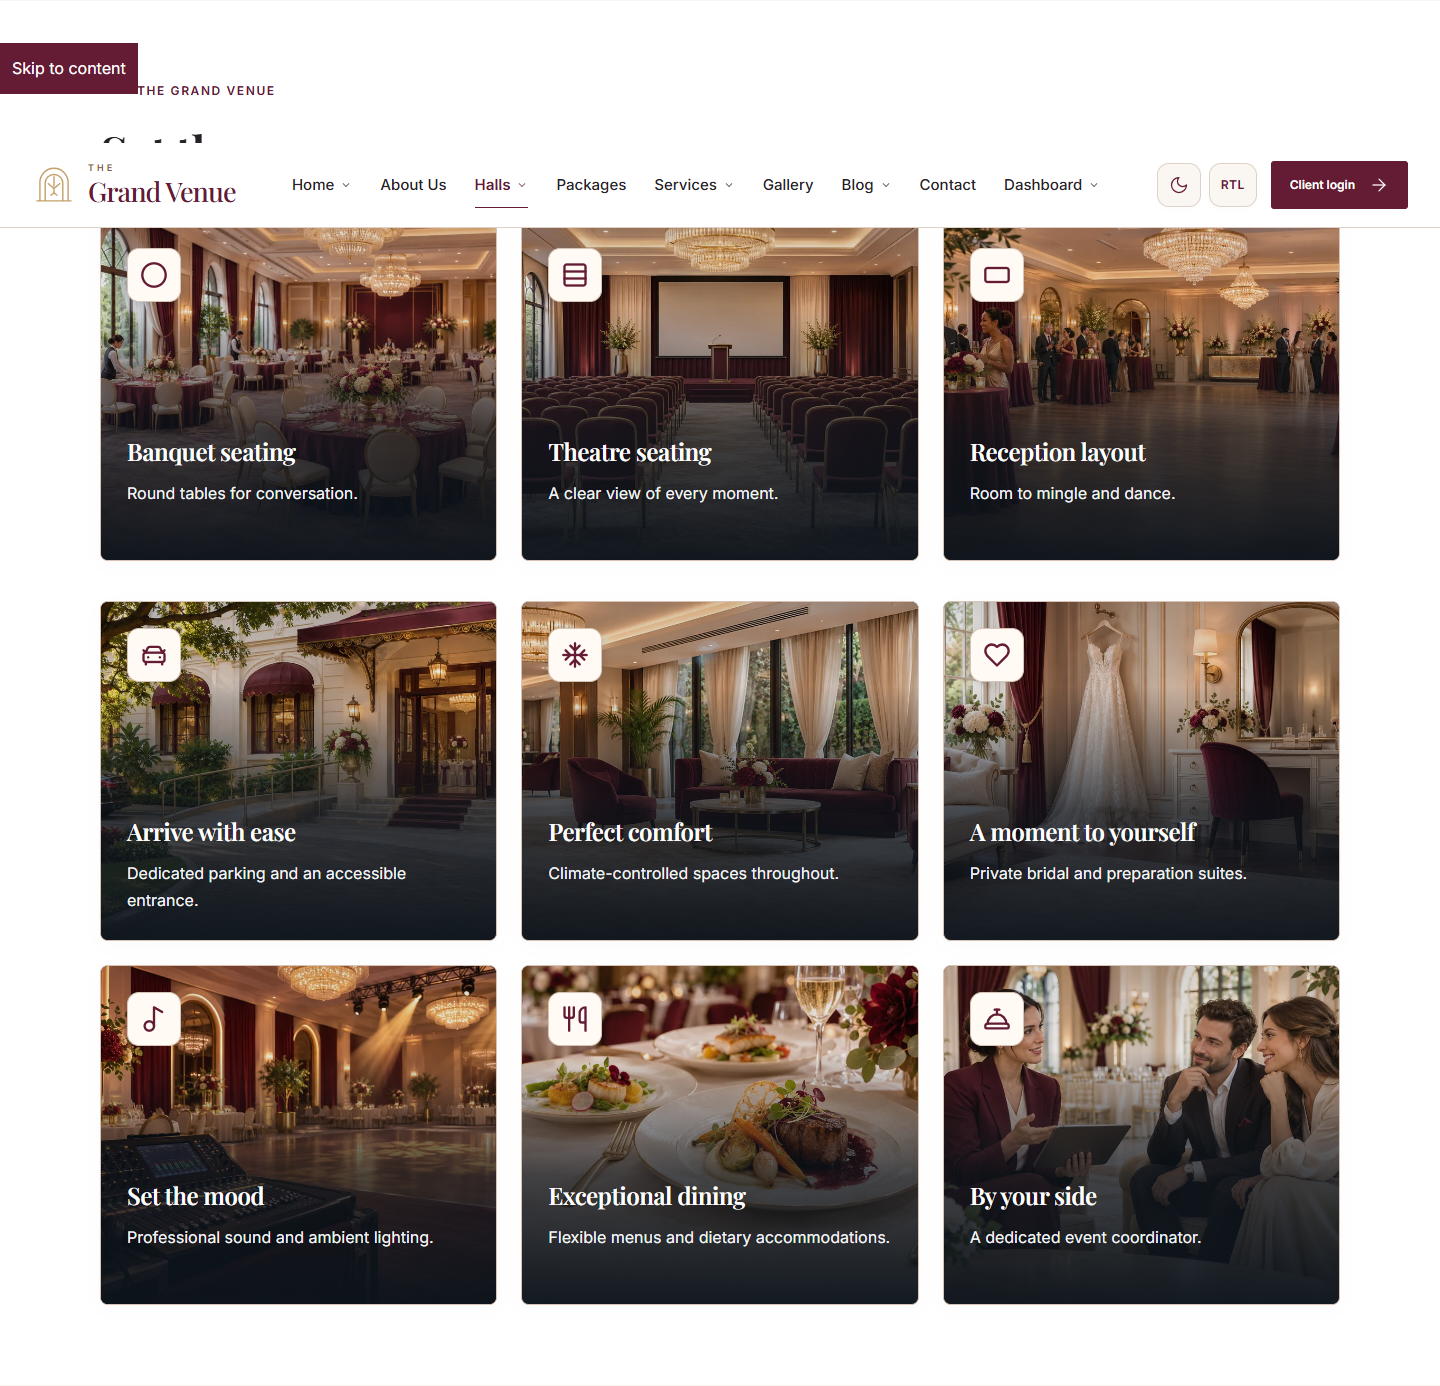 Skip to content
THE GRAND VENUE
THE
Grand Venue
Home
About Us
Halls
Packages
Services
Gallery
Blog
Contact
Dashboard
RTL
Client login
Banquet seating
Round tables for conversation.
Theatre seating
A clear view of every moment.
Reception layout
Room to mingle and dance.
Arrive with ease
Dedicated parking and an accessible
entrance.
Perfect comfort
Climate-controlled spaces throughout.
A moment to yourself
Private bridal and preparation suites.
Set the mood
Professional sound and ambient lighting.
Exceptional dining
Flexible menus and dietary accommodations.
By your side
A dedicated event coordinator.